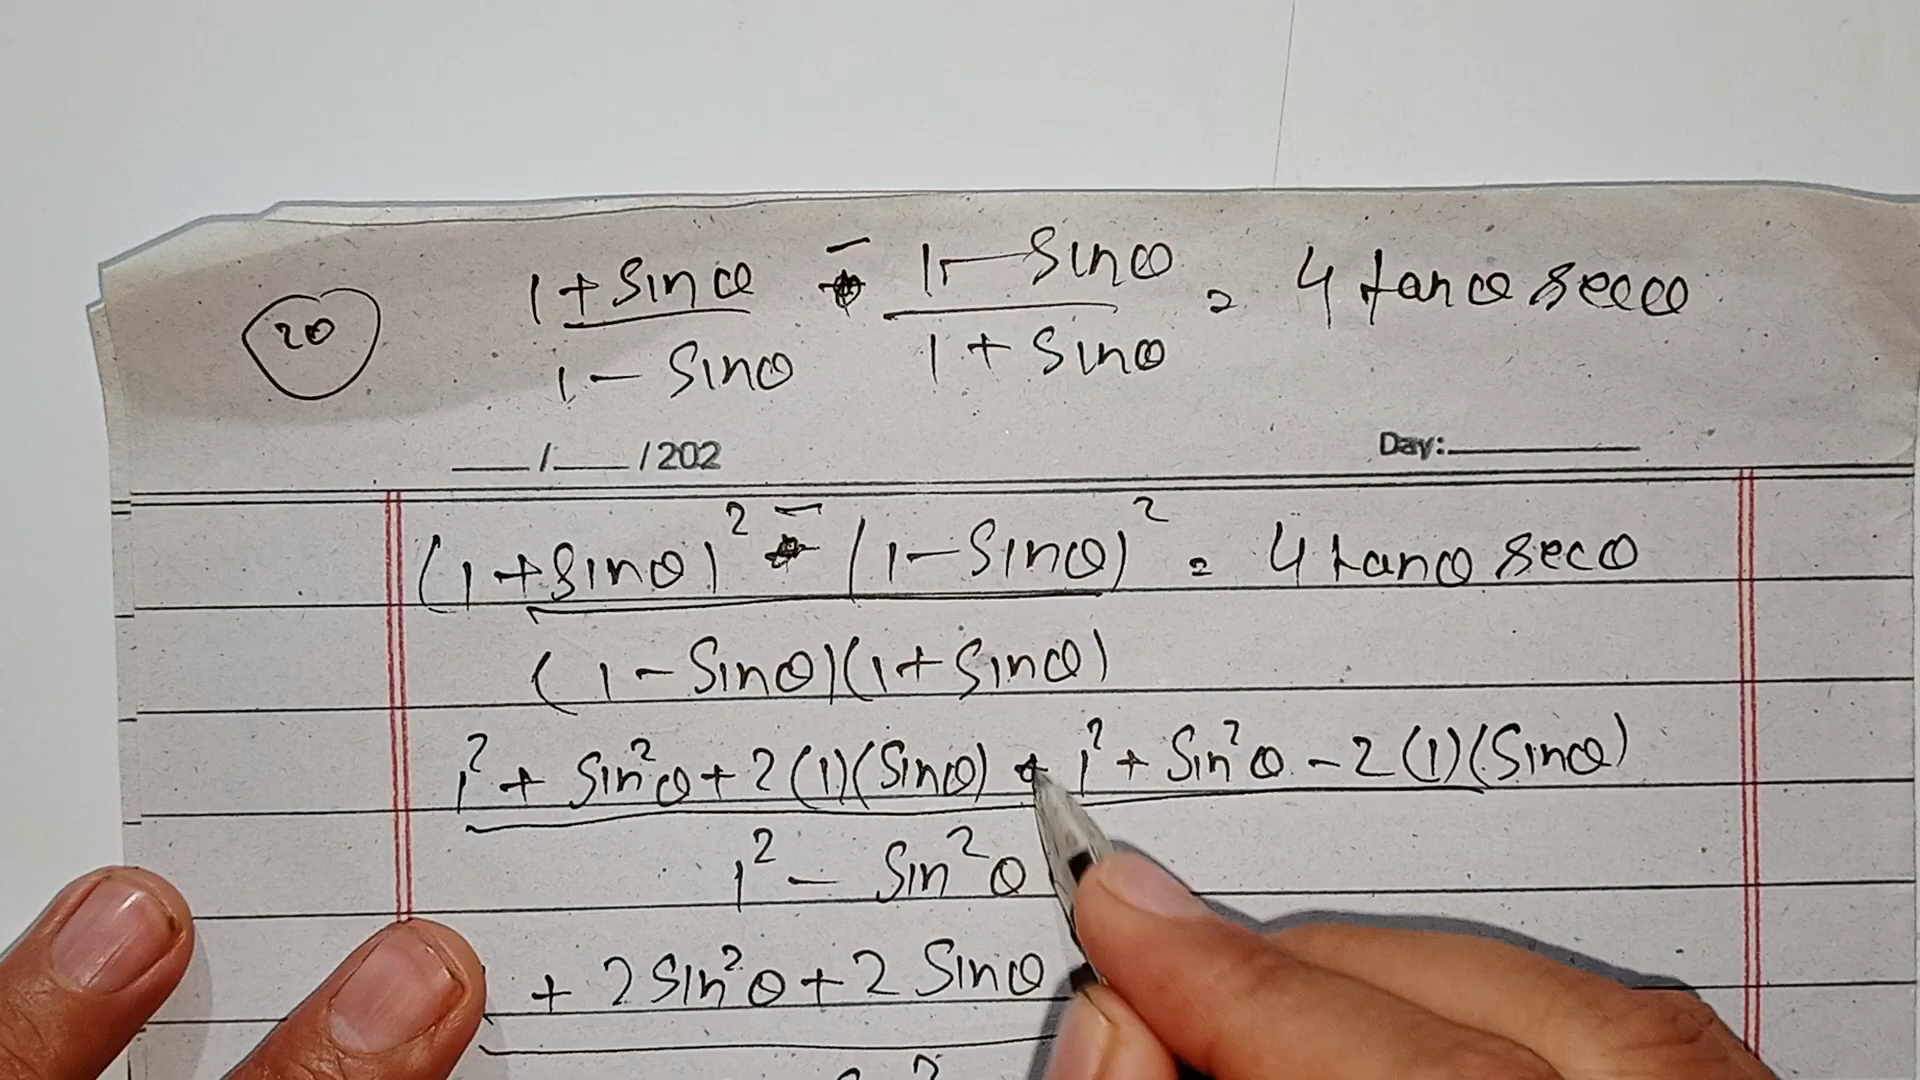 20 1 + sinθ / 1 - sinθ - 1 - sinθ / 1 + sinθ = 4 tanθ secθ
__/__/202 Day:
(1 + sinθ)² - (1 - sinθ)² = 4 tanθ secθ
(1 - sinθ)(1 + sinθ)
1² + sin²θ + 2(1)(sinθ) + 1² + sin²θ - 2(1)(sinθ)
1² - sin²θ
+ 2sin²θ + 2 sinθ